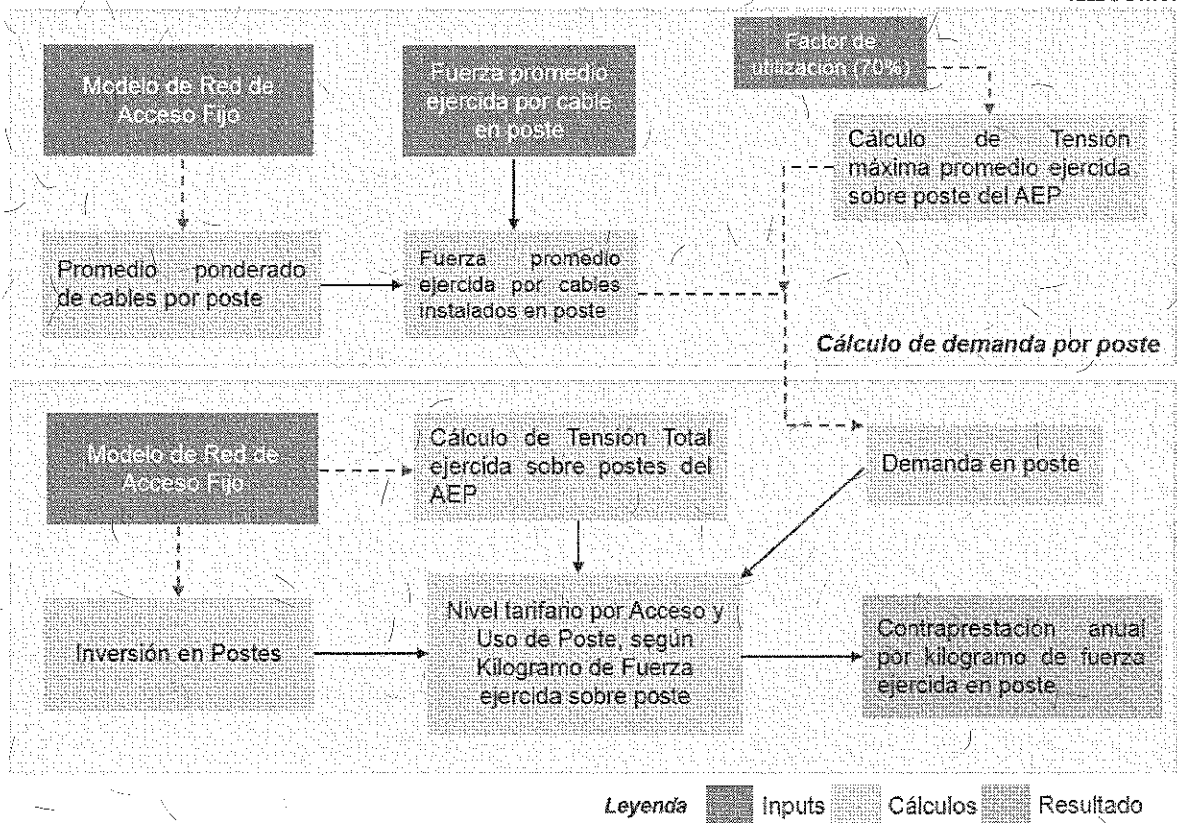 Modelo de Red de
Acceso Fijo
Fuerza promedio
ejercida por cable
en poste
Factor de
utilización (70%)
Cálculo de Tensión
máxima promedio ejercida
sobre poste del AEP
Promedio ponderado
de cables por poste
Fuerza promedio
ejercida por cables
instalados en poste
Cálculo de demanda por poste
Modelo de Red de
Acceso Fijo
Cálculo de Tensión Total
ejercida sobre postes del
AEP
Demanda en poste
Inversión en Postes
Nivel tarifario por Acceso y
Uso de Poste, según
Kilogramo de Fuerza
ejercida sobre poste
Contraprestación anual
por kilogramo de fuerza
ejercida en poste
Leyenda Inputs Cálculos Resultado